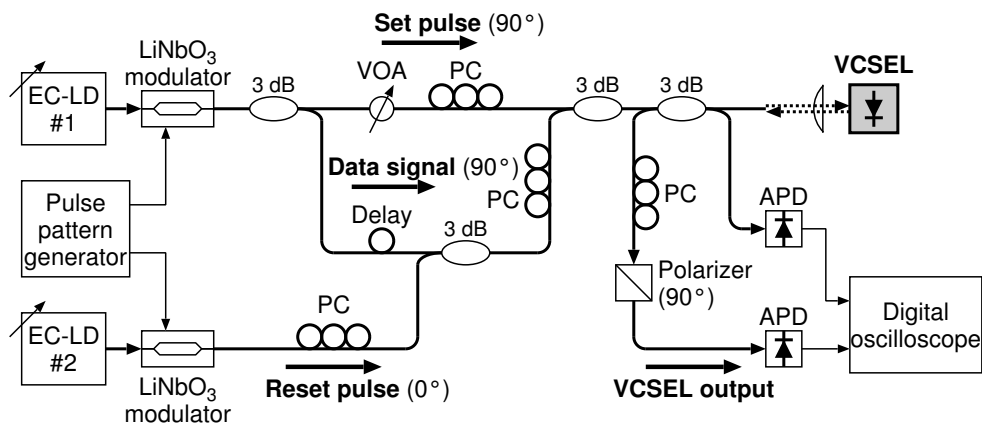 Set pulse (90°)
LiNbO3
modulator
3 dB
VOA
PC
3 dB
3 dB
VCSEL
EC-LD
#1
Data signal (90°)
PC
PC
APD
Pulse
pattern
generator
Delay
3 dB
Polarizer
(90°)
Digital
oscilloscope
EC-LD
#2
PC
APD
LiNbO3
modulator
Reset pulse (0°)
VCSEL output